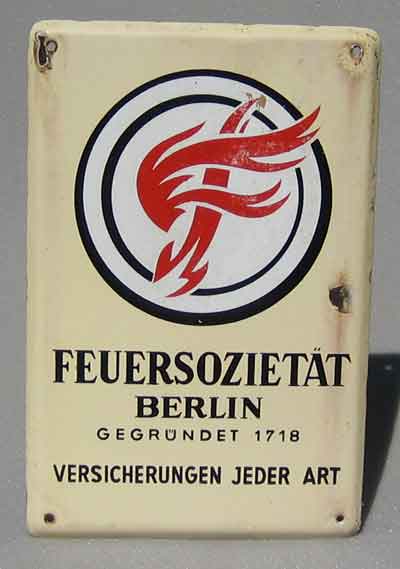 FEUERSOZIETÄT
BERLIN
GEGRÜNDET 1718
VERSICHERUNGEN JEDER ART